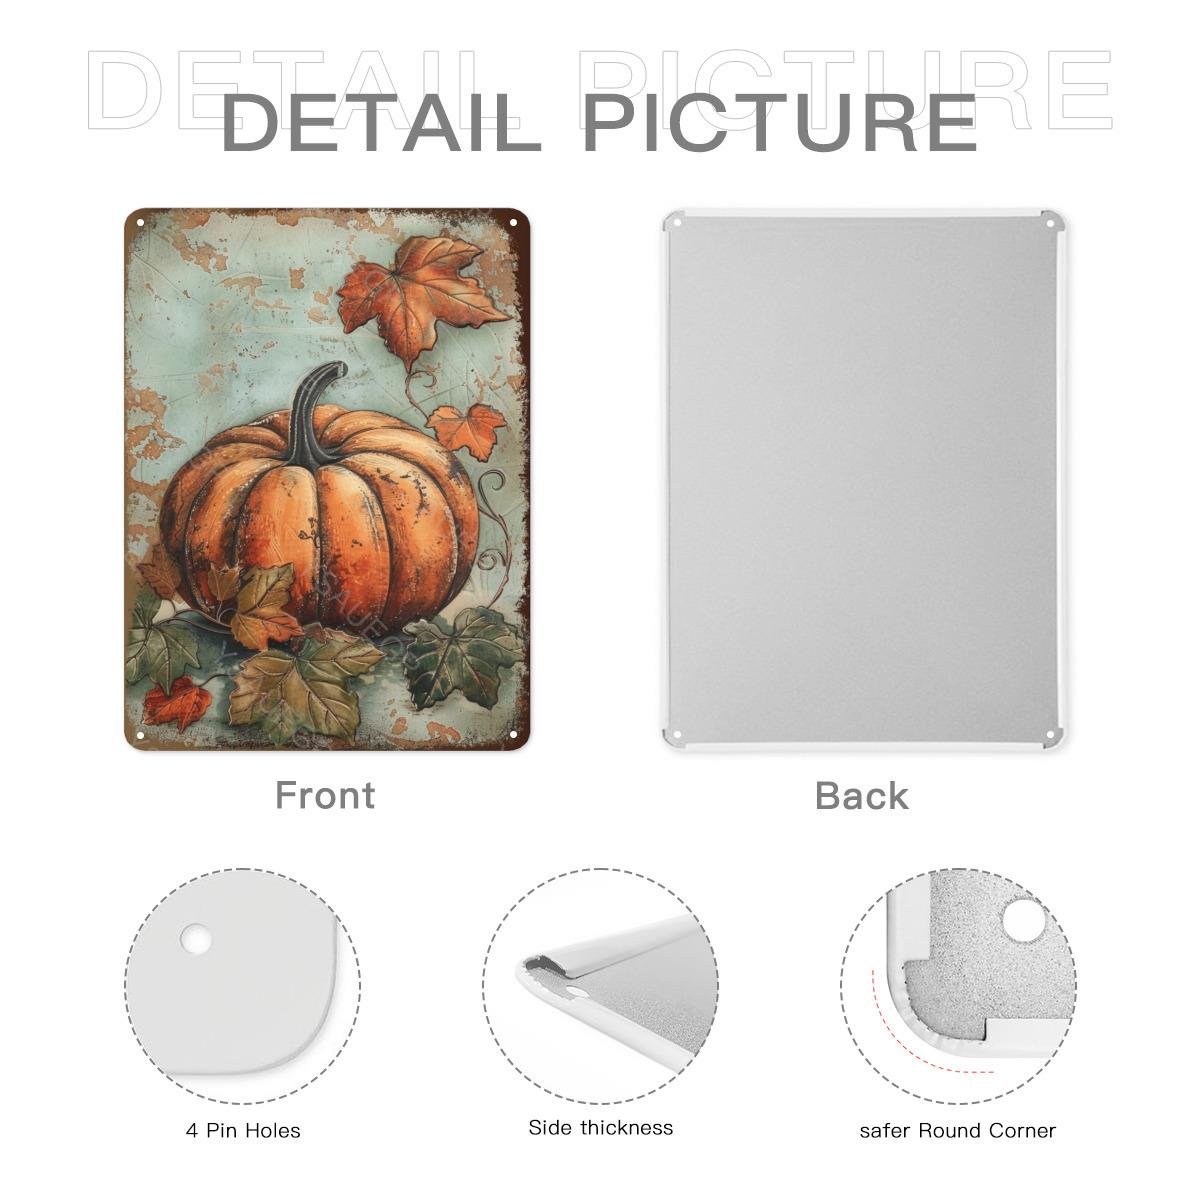 DETAIL PICTURE
DETAIL PICTURE
Front
Back
4 Pin Holes
Side thickness
safer Round Corner